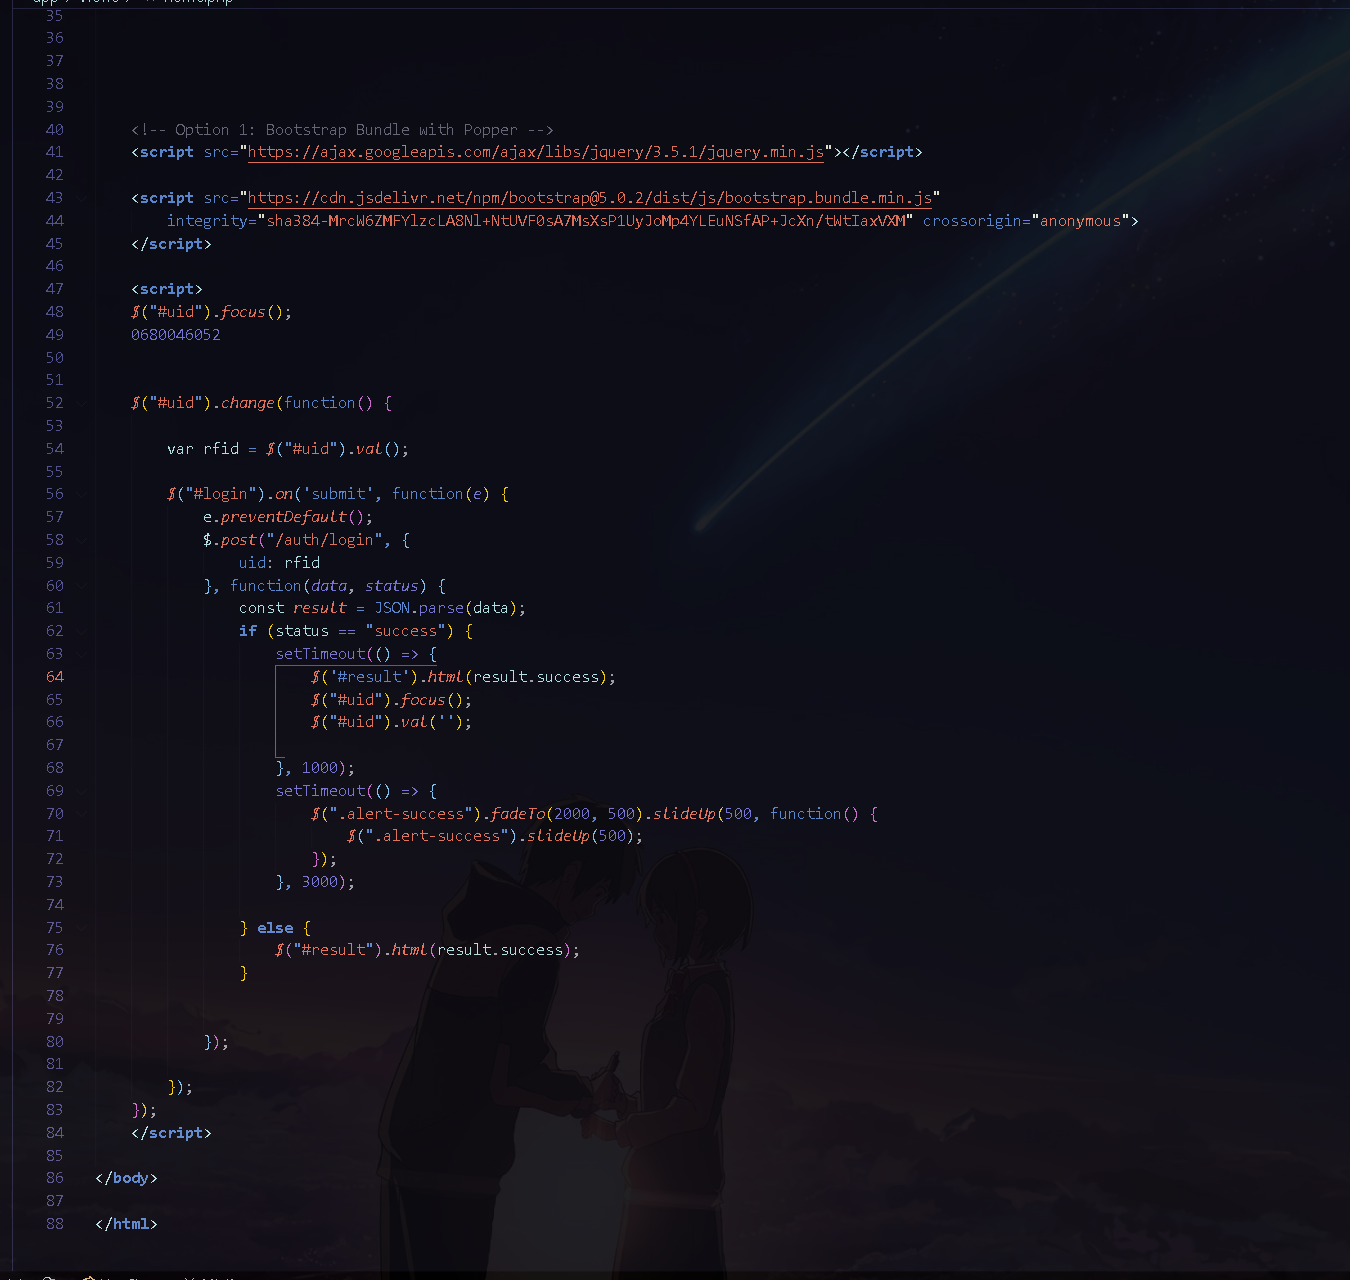 35
36
37
38
39
40 <!-- Option 1: Bootstrap Bundle with Popper -->
41 <script src="https://ajax.googleapis.com/ajax/libs/jquery/3.5.1/jquery.min.js"></script>
42
43 <script src="https://cdn.jsdelivr.net/npm/bootstrap@5.0.2/dist/js/bootstrap.bundle.min.js"
44 integrity="sha384-MrcW6ZMFYlzcLA8Nl+NtUVF0sA7MsXsP1UyJoMp4YLEuNSfAP+JcXn/tWtIaxVXM" crossorigin="anonymous">
45 </script>
46
47 <script>
48 $("#uid").focus();
49 0680046052
50
51
52 $("#uid").change(function() {
53
54 var rfid = $("#uid").val();
55
56 $("#login").on('submit', function(e) {
57 e.preventDefault();
58 $.post("/auth/login", {
59 uid: rfid
60 }, function(data, status) {
61 const result = JSON.parse(data);
62 if (status == "success") {
63 setTimeout(() => {
64 $('#result').html(result.success);
65 $("#uid").focus();
66 $("#uid").val('');
67
68 }, 1000);
69 setTimeout(() => {
70 $(".alert-success").fadeTo(2000, 500).slideUp(500, function() {
71 $(".alert-success").slideUp(500);
72 });
73 }, 3000);
74
75 } else {
76 $("#result").html(result.success);
77 }
78
79
80 });
81
82 });
83 });
84 </script>
85
86 </body>
87
88 </html>